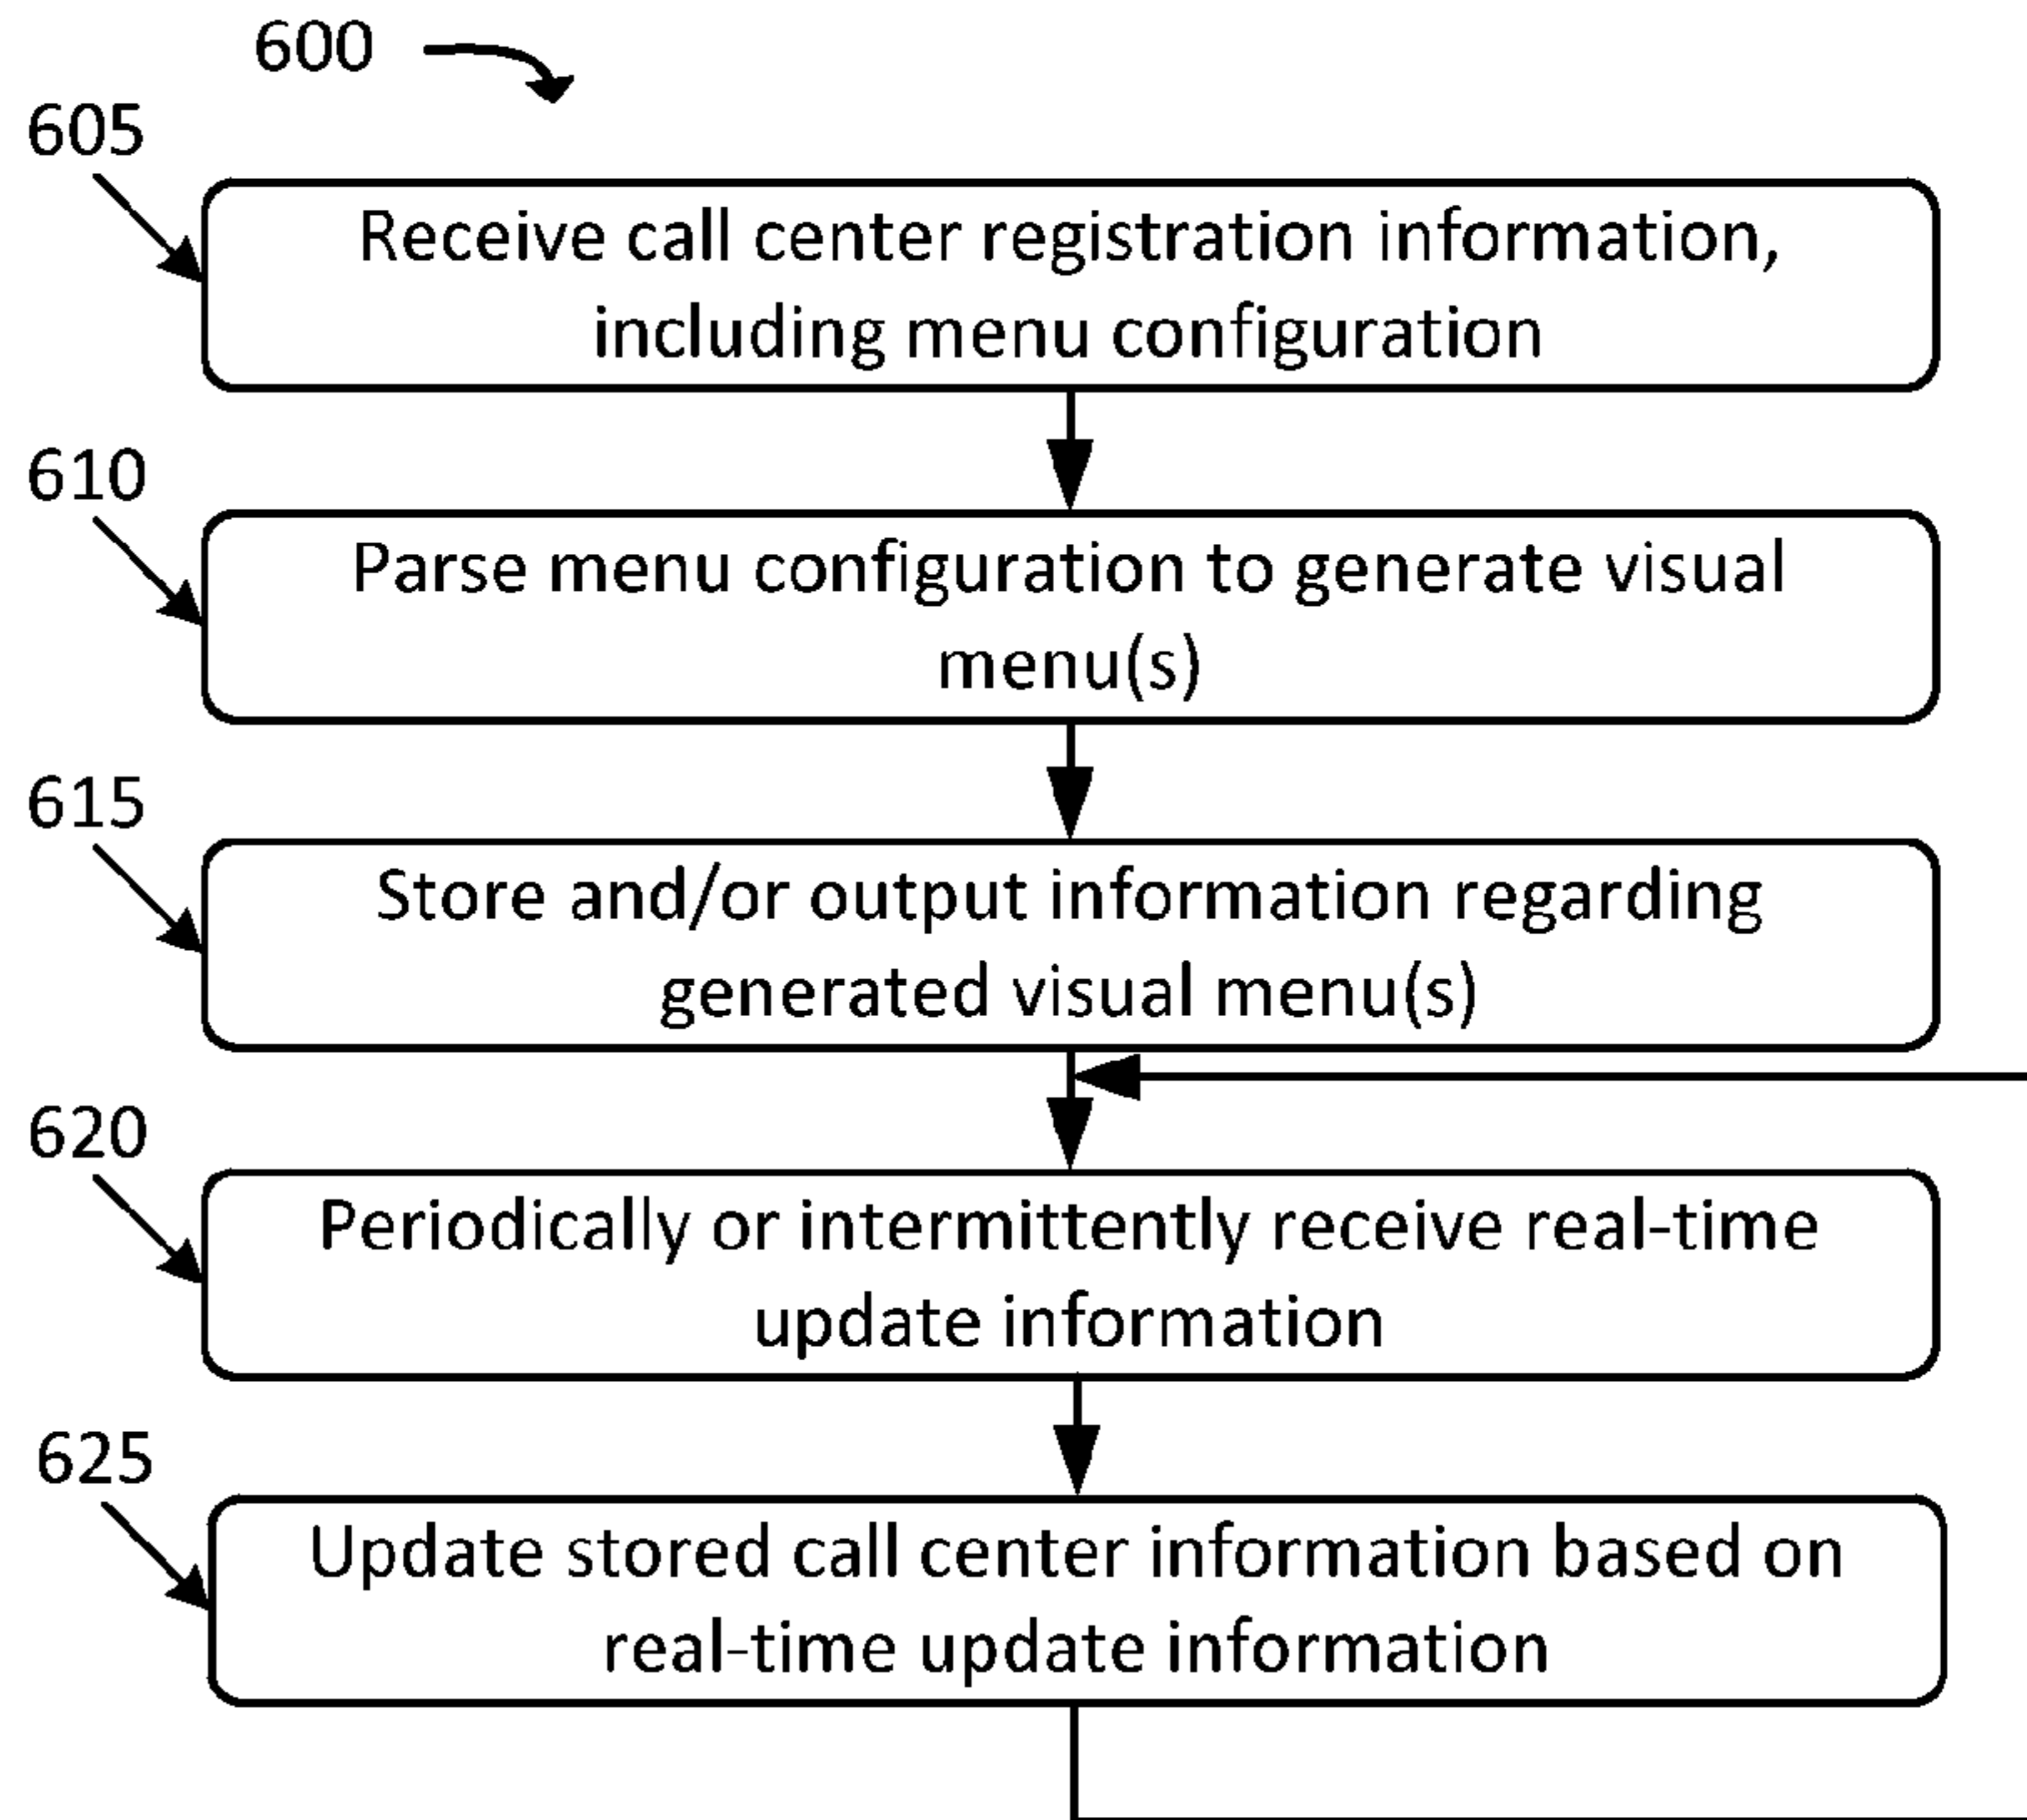 600
605
Receive call center registration information,
including menu configuration
610
Parse menu configuration to generate visual
menu(s)
615
Store and/or output information regarding
generated visual menu(s)
620
Periodically or intermittently receive real-time
update information
625
Update stored call center information based on
real-time update information